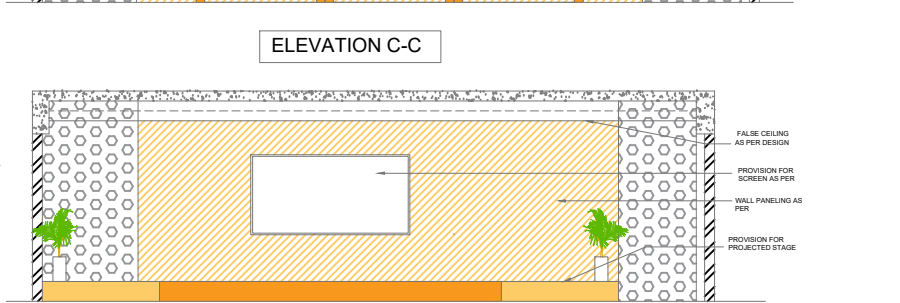 ELEVATION C-C
FALSE CEILING
AS PER DESIGN
PROVISION FOR
SCREEN AS PER
WALL PANELING AS
PER
PROVISION FOR
PROJECTED STAGE